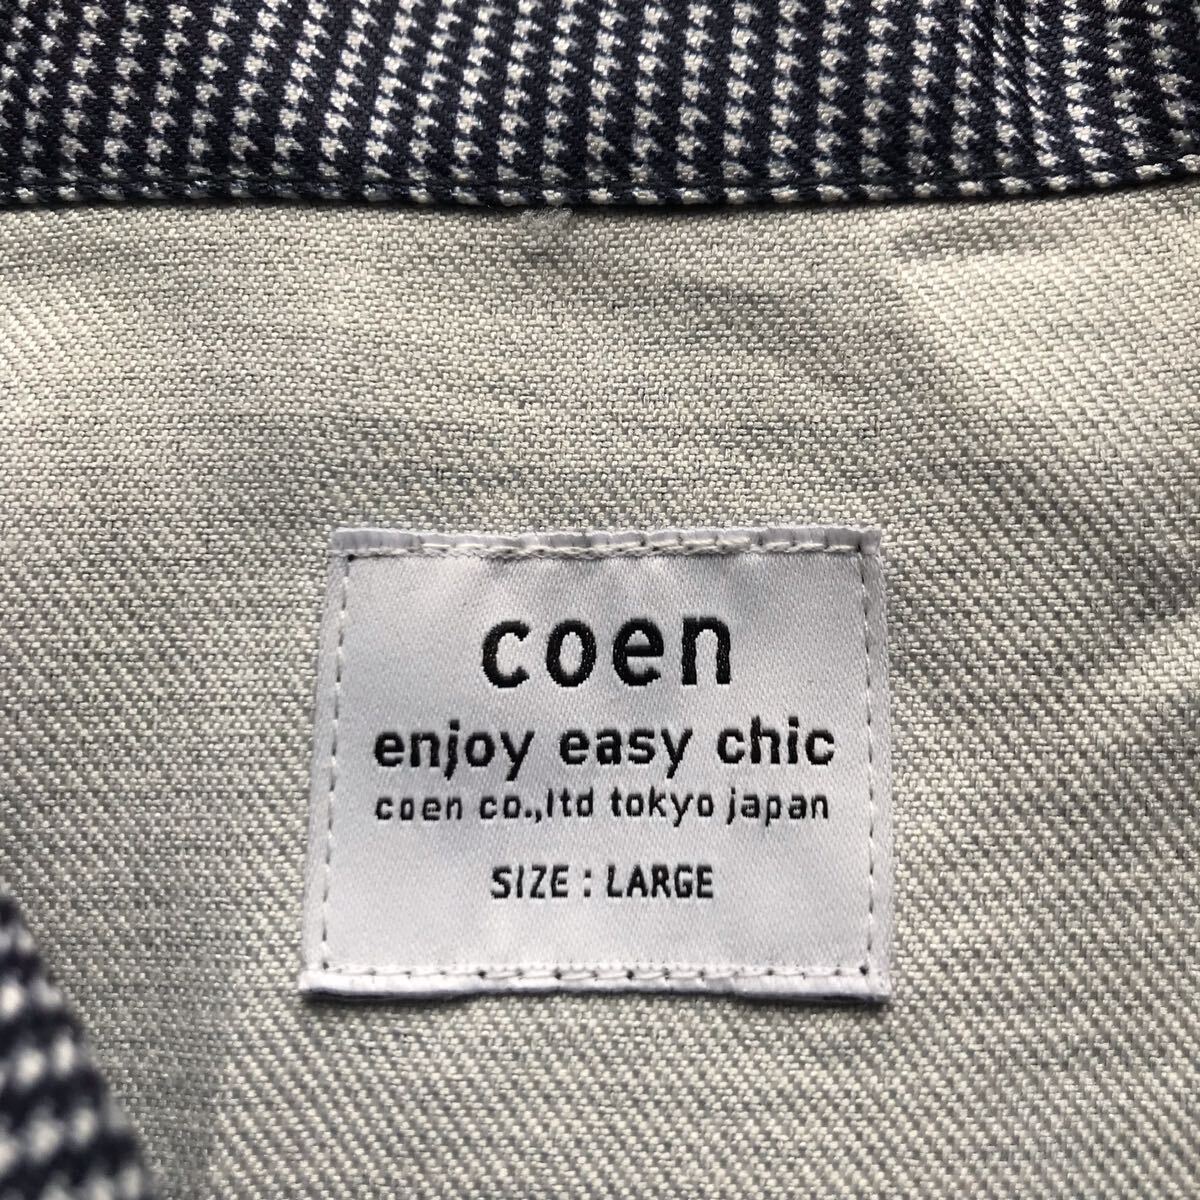 coen
enjoy easy chic
coen co.,ltd tokyo japan
SIZE : LARGE